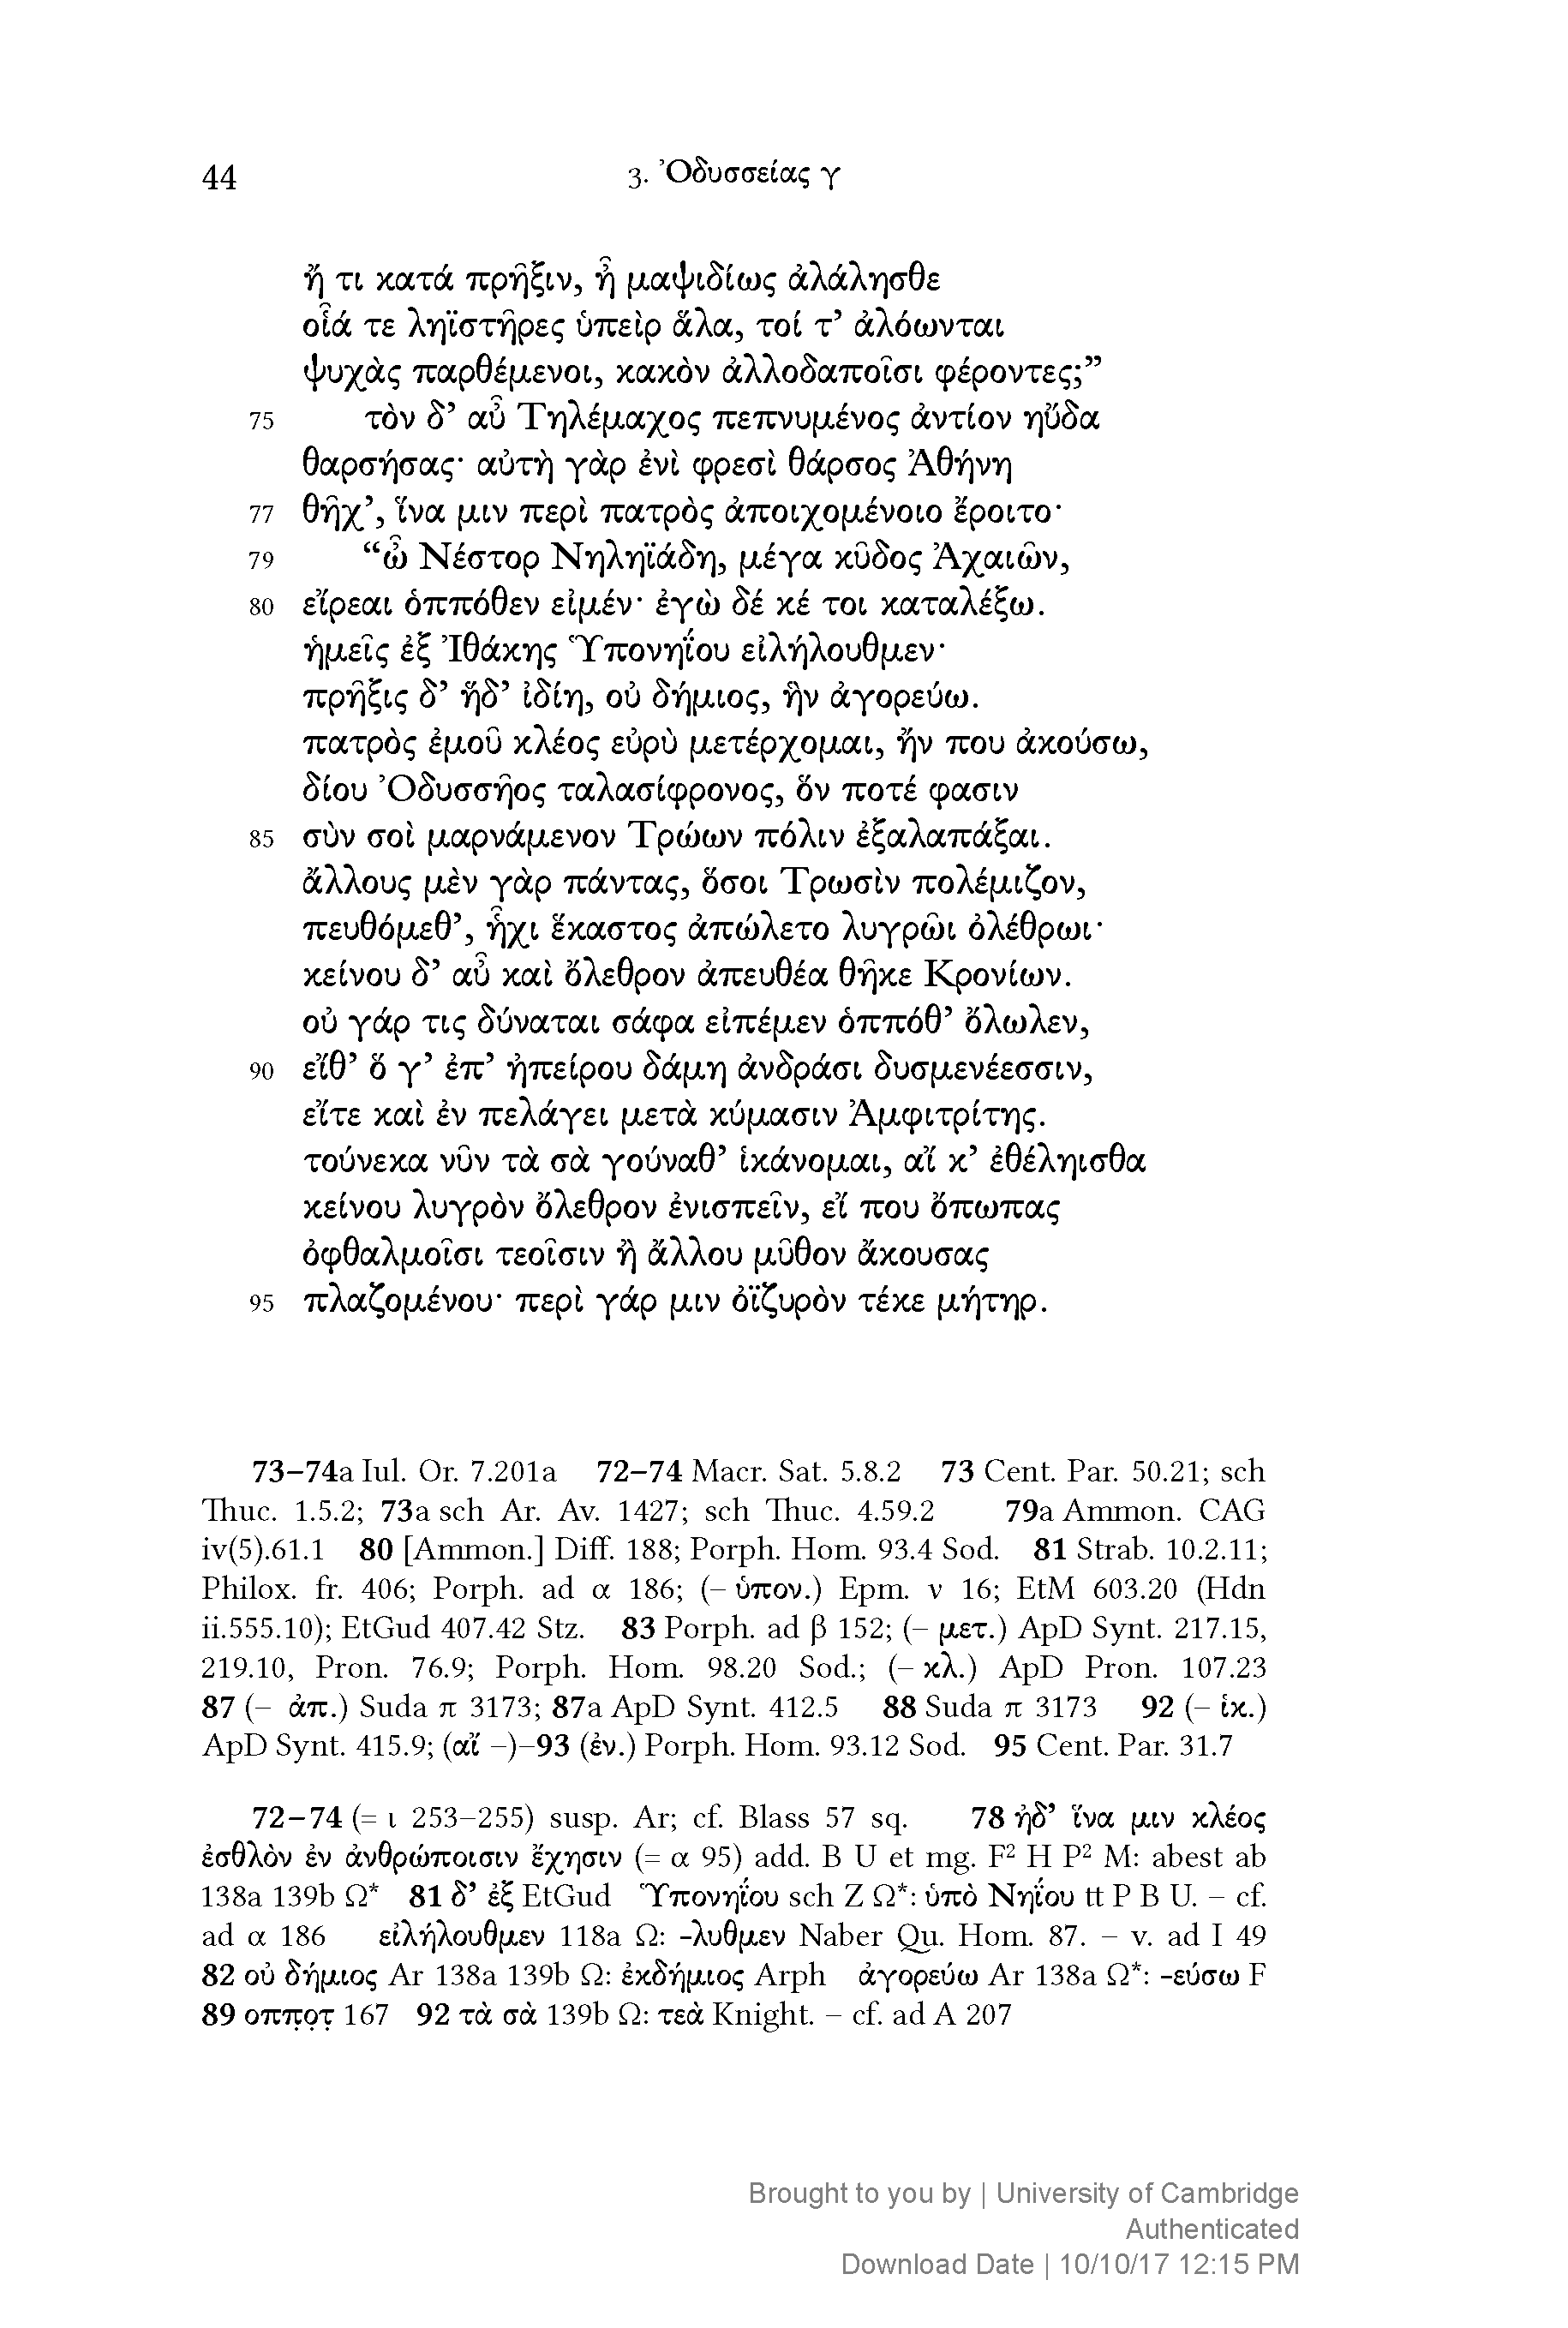 44
3. Ὀδυσσείας γ
ἤ τι κατά πρῆξιν, ἦ μαψιδίως ἀλάλησθε
οἷά τε ληϊστῆρες ὑπεὶρ ἅλα, τοί τ’ ἀλόωνται
ψυχὰς παρθέμενοι, κακὸν ἀλλοδαποῖσι φέροντες;”
75 τὸν δ’ αὖ Τηλέμαχος πεπνυμένος ἀντίον ηὔδα
θαρσήσας· αὐτὴ γὰρ ἐνὶ φρεσὶ θάρσος Ἀθήνη
77 θῆχ’, ἵνα μιν περὶ πατρὸς ἀποιχομένοιο ἔροιτο·
79 “ὦ Νέστορ Νηληϊάδη, μέγα κῦδος Ἀχαιῶν,
80 εἴρεαι ὁππόθεν εἰμέν· ἐγὼ δέ κέ τοι καταλέξω.
ἡμεῖς ἐξ Ἰθάκης Ὑπονηΐου εἰλήλουθμεν·
πρῆξις δ’ ἥδ’ ἰδίη, οὐ δήμιος, ἣν ἀγορεύω.
πατρὸς ἐμοῦ κλέος εὐρὺ μετέρχομαι, ἤν που ἀκούσω,
δίου Ὀδυσσῆος ταλασίφρονος, ὅν ποτέ φασιν
85 σὺν σοὶ μαρνάμενον Τρώων πόλιν ἐξαλαπάξαι.
ἄλλους μὲν γὰρ πάντας, ὅσοι Τρωσὶν πολέμιζον,
πευθόμεθ’, ἧχι ἕκαστος ἀπώλετο λυγρῶι ὀλέθρωι·
κείνου δ’ αὖ καὶ ὄλεθρον ἀπευθέα θῆκε Κρονίων.
οὐ γάρ τις δύναται σάφα εἰπέμεν ὁππόθ’ ὄλωλεν,
90 εἴθ’ ὅ γ’ ἐπ’ ἠπείρου δάμη ἀνδράσι δυσμενέεσσιν,
εἴτε καὶ ἐν πελάγει μετὰ κύμασιν Ἀμφιτρίτης.
τούνεκα νῦν τὰ σὰ γούναθ’ ἱκάνομαι, αἴ κ’ ἐθέληισθα
κείνου λυγρὸν ὄλεθρον ἐνισπεῖν, εἴ που ὄπωπας
ὀφθαλμοῖσι τεοῖσιν ἢ ἄλλου μῦθον ἄκουσας
95 πλαζομένου· περὶ γάρ μιν ὀϊζυρὸν τέκε μήτηρ.
73–74a Iul. Or. 7.201a 72–74 Macr. Sat. 5.8.2 73 Cent. Par. 50.21; sch
Thuc. 1.5.2; 73a sch Ar. Av. 1427; sch Thuc. 4.59.2 79a Ammon. CAG
iv(5).61.1 80 [Ammon.] Diff. 188; Porph. Hom. 93.4 Sod. 81 Strab. 10.2.11;
Philox. fr. 406; Porph. ad α 186; (– ὑπον.) Epm. ν 16; EtM 603.20 (Hdn
ii.555.10); EtGud 407.42 Stz. 83 Porph. ad β 152; (– μετ.) ApD Synt. 217.15,
219.10, Pron. 76.9; Porph. Hom. 98.20 Sod.; (– κλ.) ApD Pron. 107.23
87 (– ἀπ.) Suda π 3173; 87a ApD Synt. 412.5 88 Suda π 3173 92 (– ἱκ.)
ApD Synt. 415.9; (αἴ –)–93 (ἐν.) Porph. Hom. 93.12 Sod. 95 Cent. Par. 31.7
72–74 (= ι 253–255) susp. Ar; cf. Blass 57 sq. 78 ἠδ’ ἵνα μιν κλέος
ἐσθλὸν ἐν ἀνθρώποισιν ἔχησιν (= α 95) add. B U et mg. F² H P² M: abest ab
138a 139b Ω* 81 δ’ ἐξ EtGud Ὑπονηΐου sch Z Ω*: ὑπὸ Νηΐου tt P B U. – cf.
ad α 186 εἰλήλουθμεν 118a Ω: -λυθμεν Naber Qu. Hom. 87. – v. ad I 49
82 οὐ δήμιος Ar 138a 139b Ω: ἐκδήμιος Arph ἀγορεύω Ar 138a Ω*: -εύσω F
89 οππọτ̣ 167 92 τὰ σὰ 139b Ω: τεὰ Knight. – cf. ad A 207
Brought to you by | University of Cambridge
Authenticated
Download Date | 10/10/17 12:15 PM